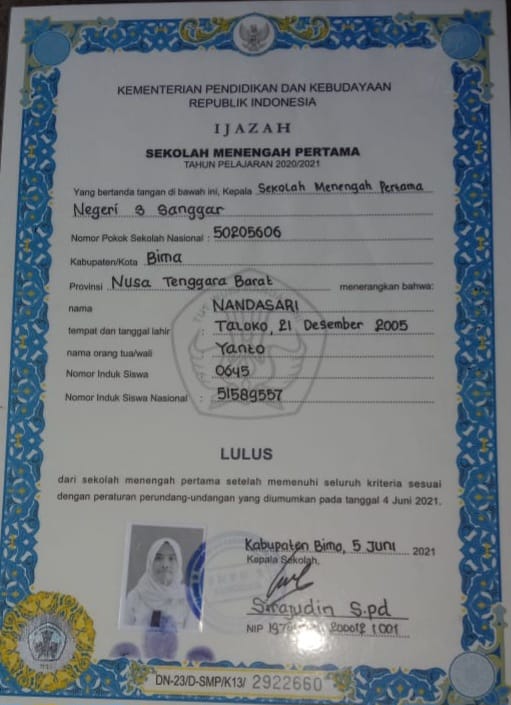 KEMENTERIAN PENDIDIKAN DAN KEBUDAYAAN
REPUBLIK INDONESIA
IJAZAH
SEKOLAH MENENGAH PERTAMA
TAHUN PELAJARAN 2020/2021
Yang bertanda tangan di bawah ini, Kepala Sekolah Menengah Pertama
Negeri 3 Sanggar
Nomor Pokok Sekolah Nasional : 50205606
Kabupaten/Kota Bima
Provinsi Nusa Tenggara Barat menerangkan bahwa:
nama : NANDASARI
tempat dan tanggal lahir : Taloko, 21 Desember 2005
nama orang tua/wali : Yanto
Nomor Induk Siswa : 0645
Nomor Induk Siswa Nasional : 51589557
LULUS
dari sekolah menengah pertama setelah memenuhi seluruh kriteria sesuai
dengan peraturan perundang-undangan yang diumumkan pada tanggal 4 Juni 2021.
Kabupaten Bima, 5 JUNI 2021
Kepala Sekolah,
Sirajudin S.pd
NIP 200012 1 001
DN-23/D-SMP/K13/ 2922660